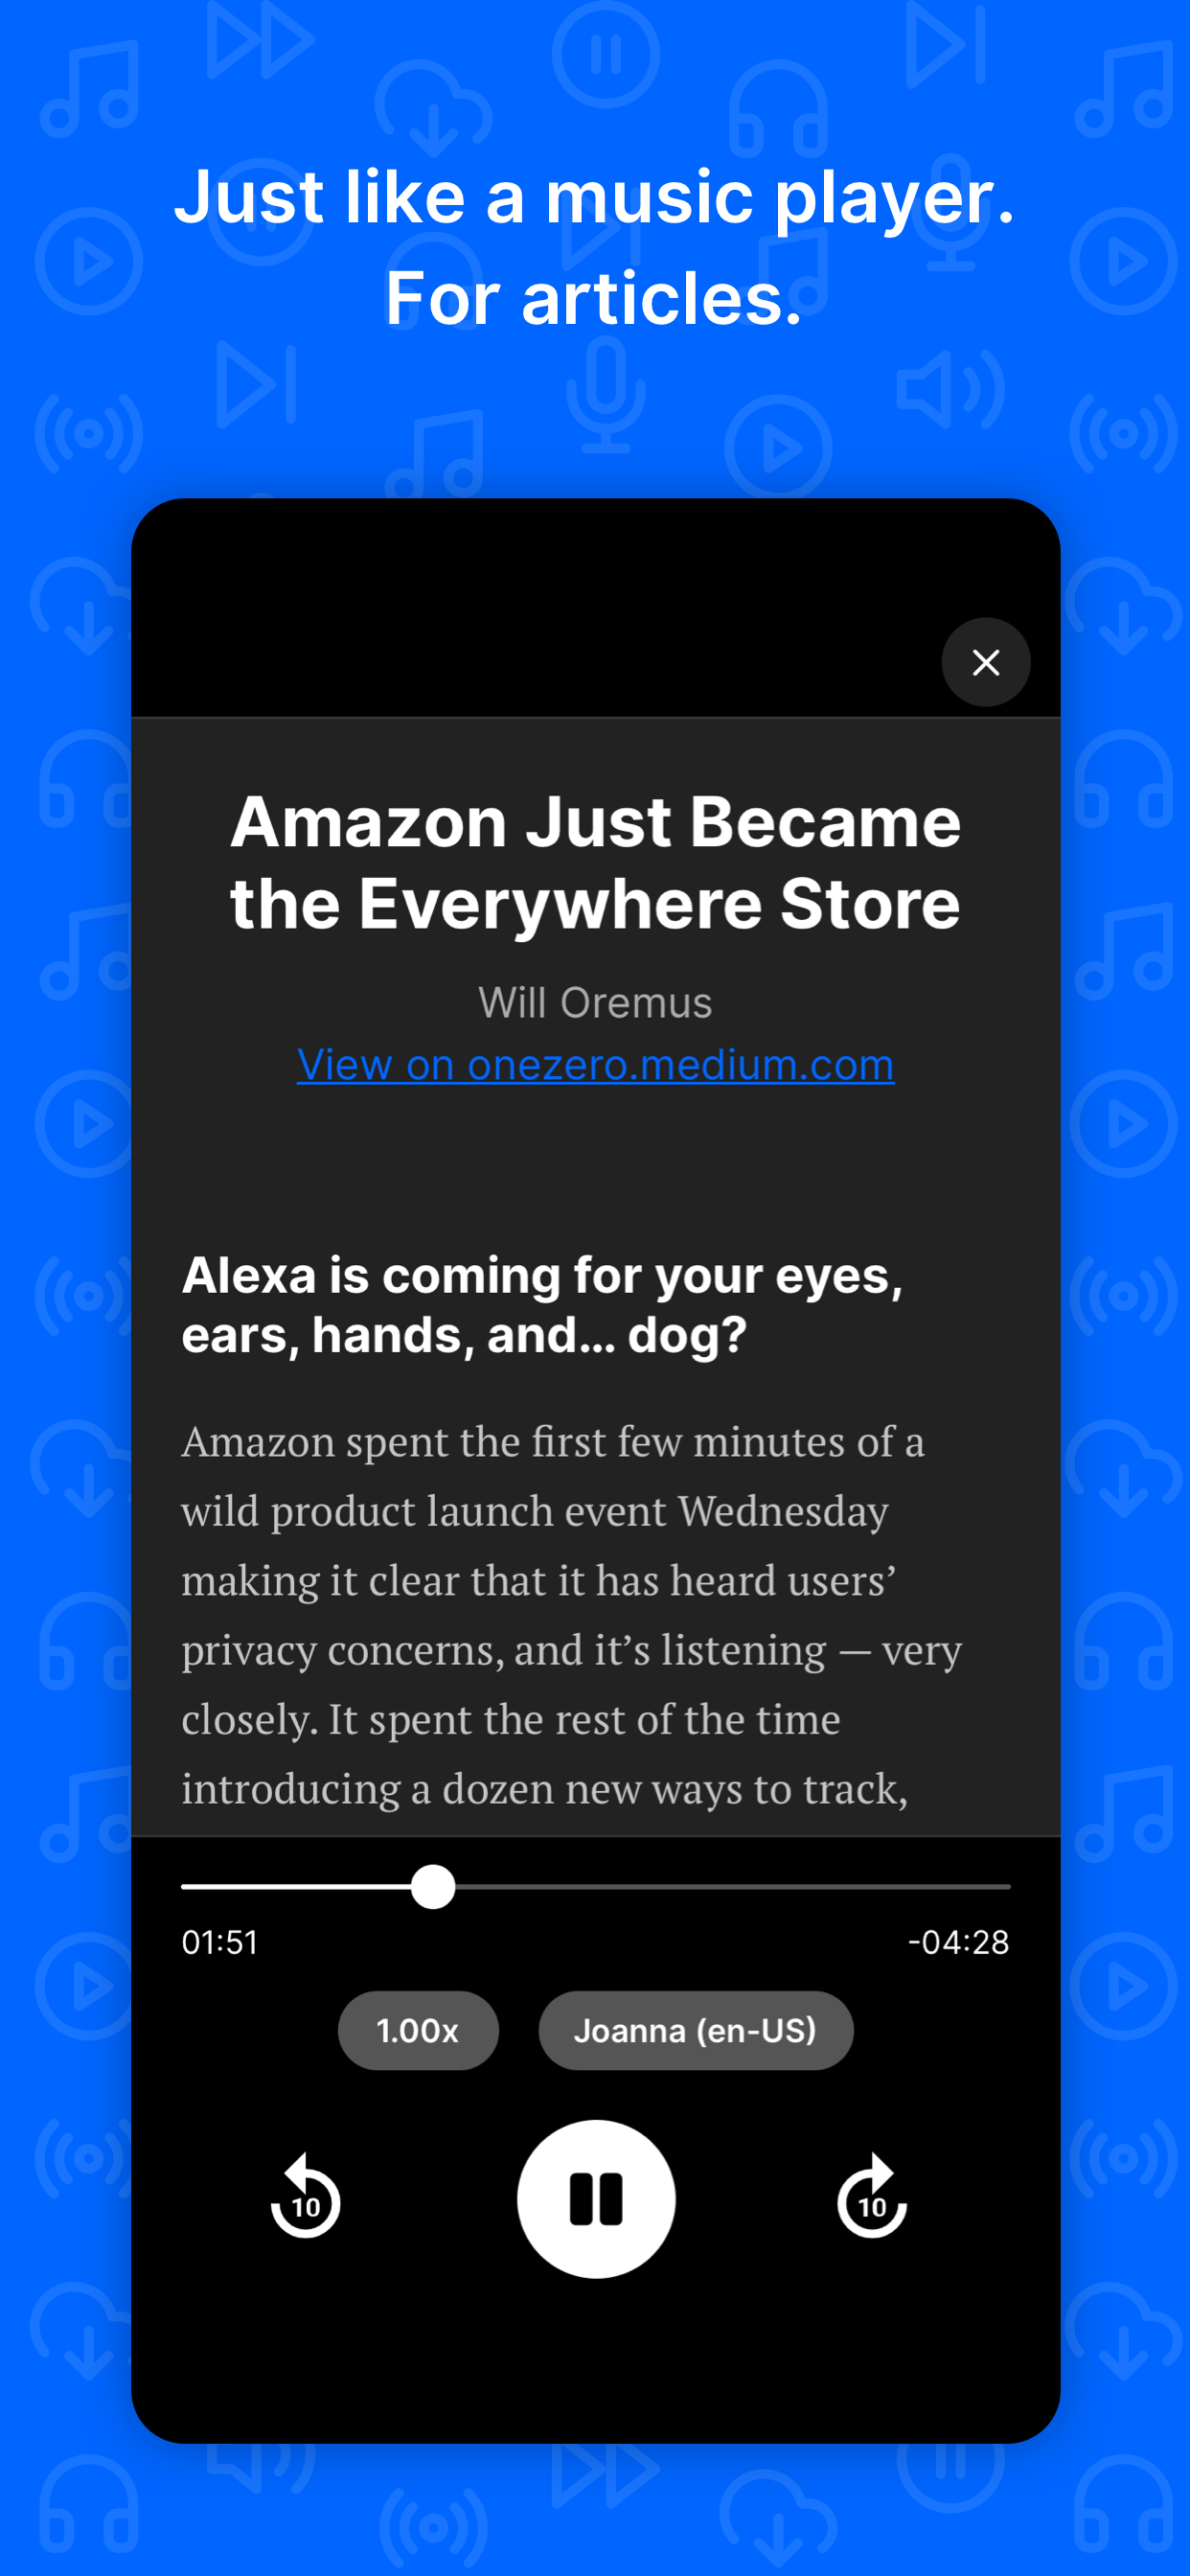 Just like a music player.
For articles.
Amazon Just Became
the Everywhere Store
Will Oremus
View on onezero.medium.com
Alexa is coming for your eyes,
ears, hands, and... dog?
Amazon spent the first few minutes of a
wild product launch event Wednesday
making it clear that it has heard users’
privacy concerns, and it’s listening — very
closely. It spent the rest of the time
introducing a dozen new ways to track,
01:51
-04:28
1.00x
Joanna (en-US)
10
10